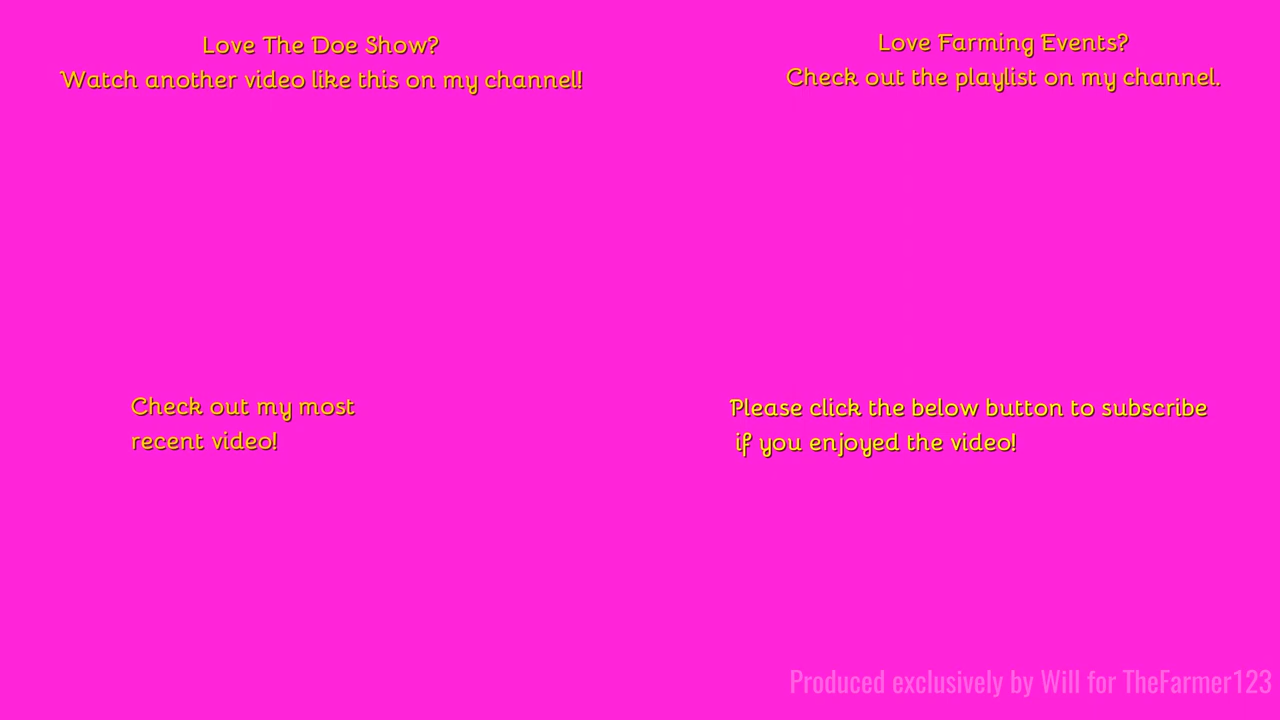 Love The Doe Show?
Watch another video like this on my channel!
Love Farming Events?
Check out the playlist on my channel.
Check out my most
recent video!
Please click the below button to subscribe
if you enjoyed the video!
Produced exclusively by Will for TheFarmer123